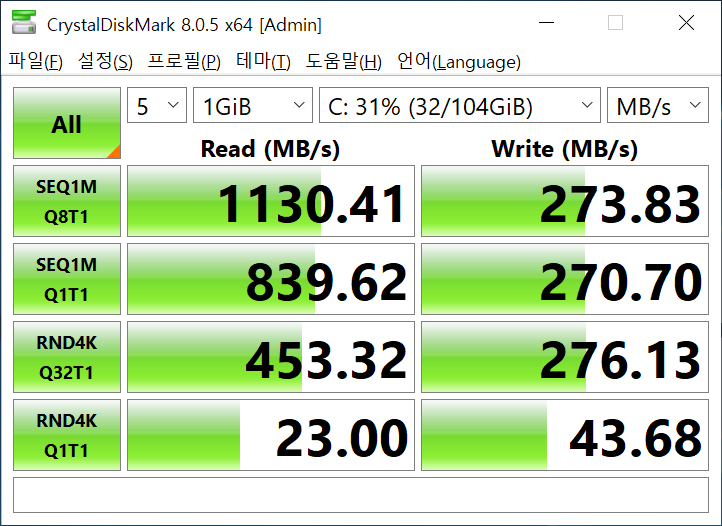 CrystalDiskMark 8.0.5 x64 [Admin]
파일(F) 설정(S) 프로필(P) 테마(T) 도움말(H) 언어(Language)
All 5 1GiB C: 31% (32/104GiB) MB/s
Read (MB/s) Write (MB/s)
SEQ1M
Q8T1 1130.41 273.83
SEQ1M
Q1T1 839.62 270.70
RND4K
Q32T1 453.32 276.13
RND4K
Q1T1 23.00 43.68